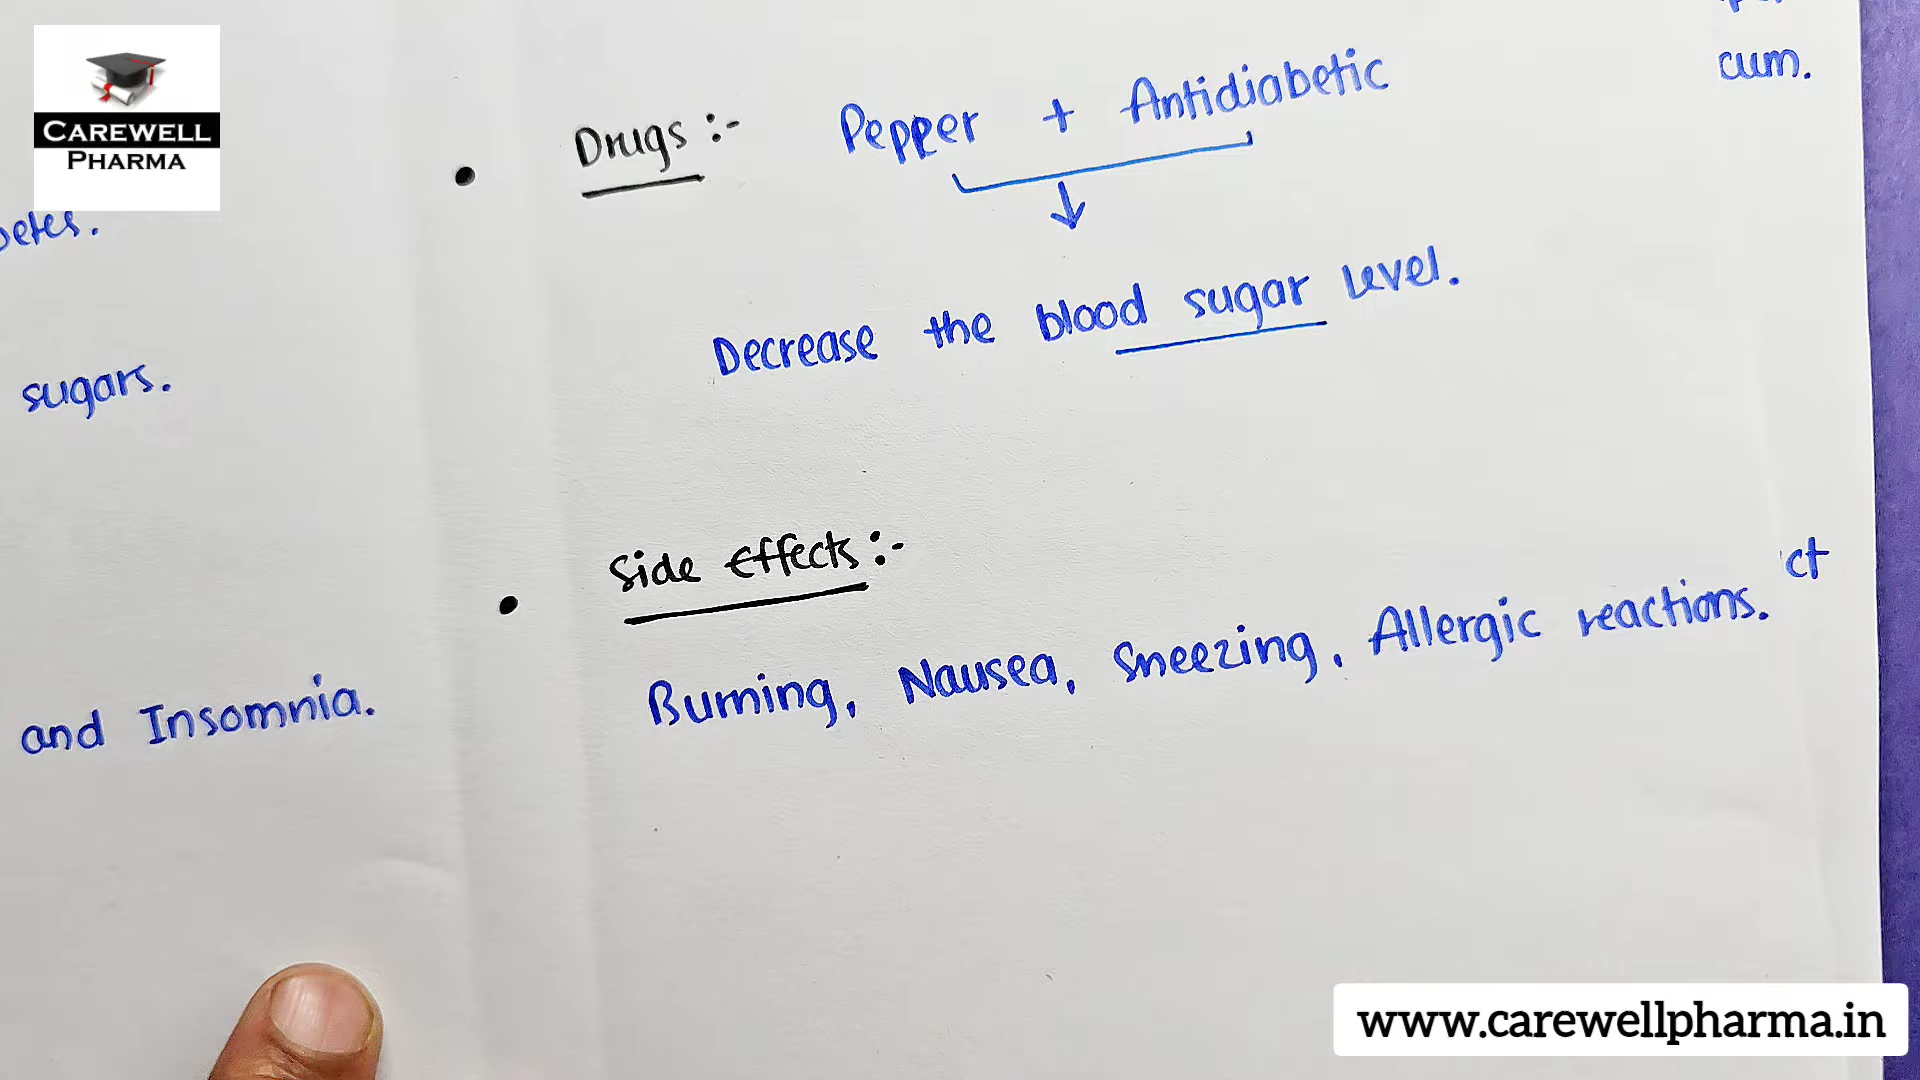 CAREWELL
PHARMA
cum.
Drugs :- Pepper + Antidiabetic
↓
Decrease the blood sugar level.
sugars.
Side Effects :-
ct
Burning, Nausea, Sneezing, Allergic reactions.
and Insomnia.
www.carewellpharma.in